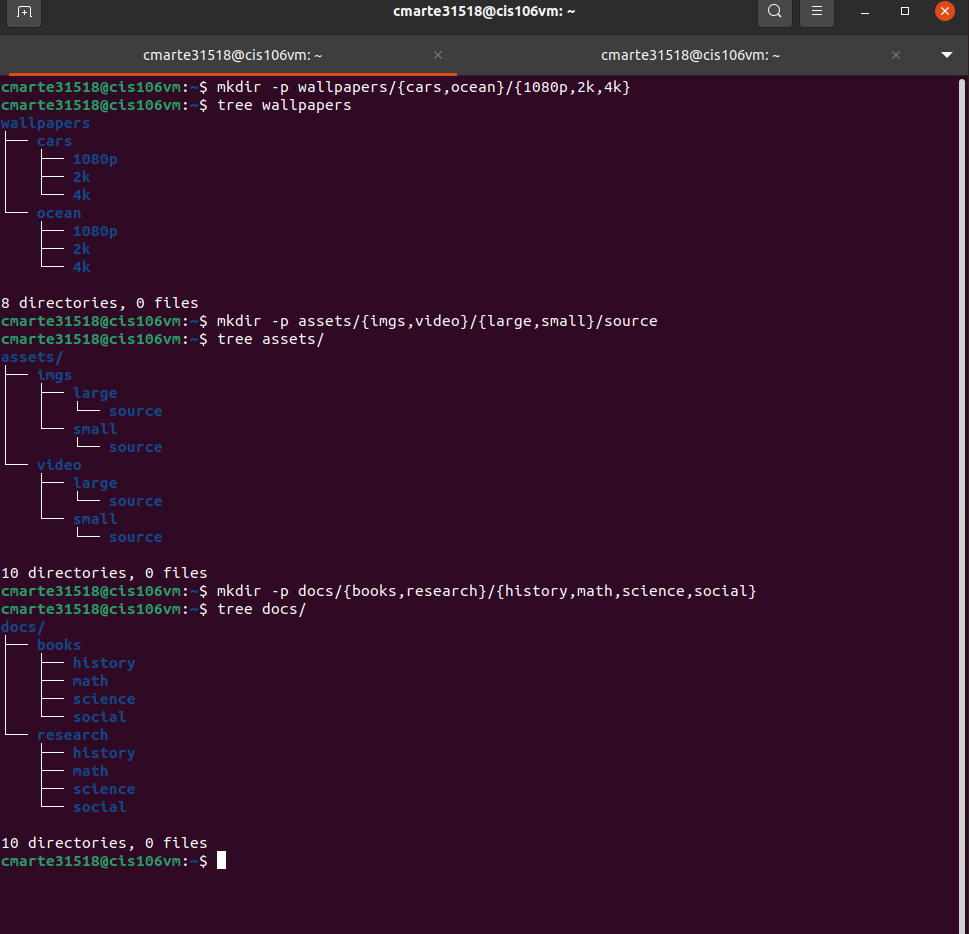 cmarte31518@cis106vm: ~
cmarte31518@cis106vm: ~ cmarte31518@cis106vm: ~
cmarte31518@cis106vm:~$ mkdir -p wallpapers/{cars,ocean}/{1080p,2k,4k}
cmarte31518@cis106vm:~$ tree wallpapers
wallpapers
├── cars
│   ├── 1080p
│   ├── 2k
│   └── 4k
└── ocean
    ├── 1080p
    ├── 2k
    └── 4k
8 directories, 0 files
cmarte31518@cis106vm:~$ mkdir -p assets/{imgs,video}/{large,small}/source
cmarte31518@cis106vm:~$ tree assets/
assets/
├── imgs
│   ├── large
│   │   └── source
│   └── small
│       └── source
└── video
    ├── large
    │   └── source
    └── small
        └── source
10 directories, 0 files
cmarte31518@cis106vm:~$ mkdir -p docs/{books,research}/{history,math,science,social}
cmarte31518@cis106vm:~$ tree docs/
docs/
├── books
│   ├── history
│   ├── math
│   ├── science
│   └── social
└── research
    ├── history
    ├── math
    ├── science
    └── social
10 directories, 0 files
cmarte31518@cis106vm:~$